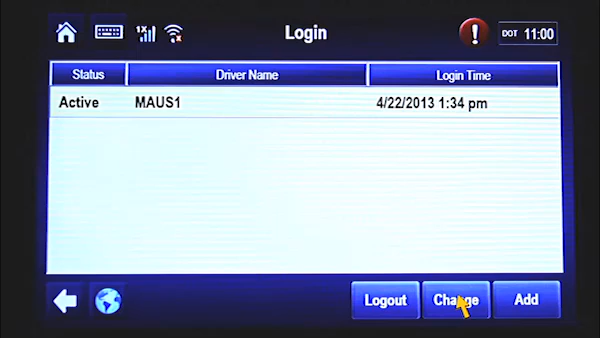 1X
Login
DOT 11:00
Status Driver Name Login Time
Active MAUS1 4/22/2013 1:34 pm
Logout Change Add